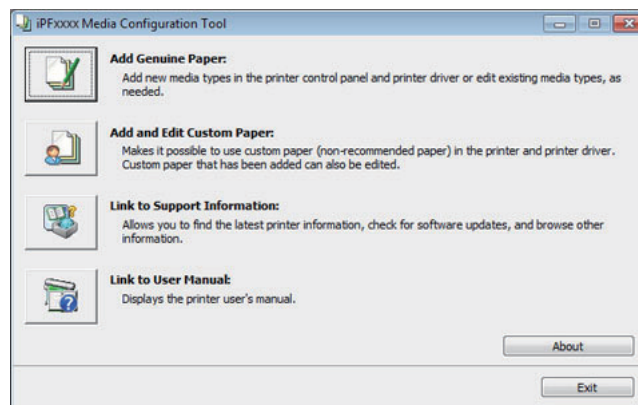 iPFxxxx Media Configuration Tool
Add Genuine Paper:
Add new media types in the printer control panel and printer driver or edit existing media types, as
needed.
Add and Edit Custom Paper:
Makes it possible to use custom paper (non-recommended paper) in the printer and printer driver.
Custom paper that has been added can also be edited.
Link to Support Information:
Allows you to find the latest printer information, check for software updates, and browse other
information.
Link to User Manual:
Displays the printer user's manual.
About
Exit